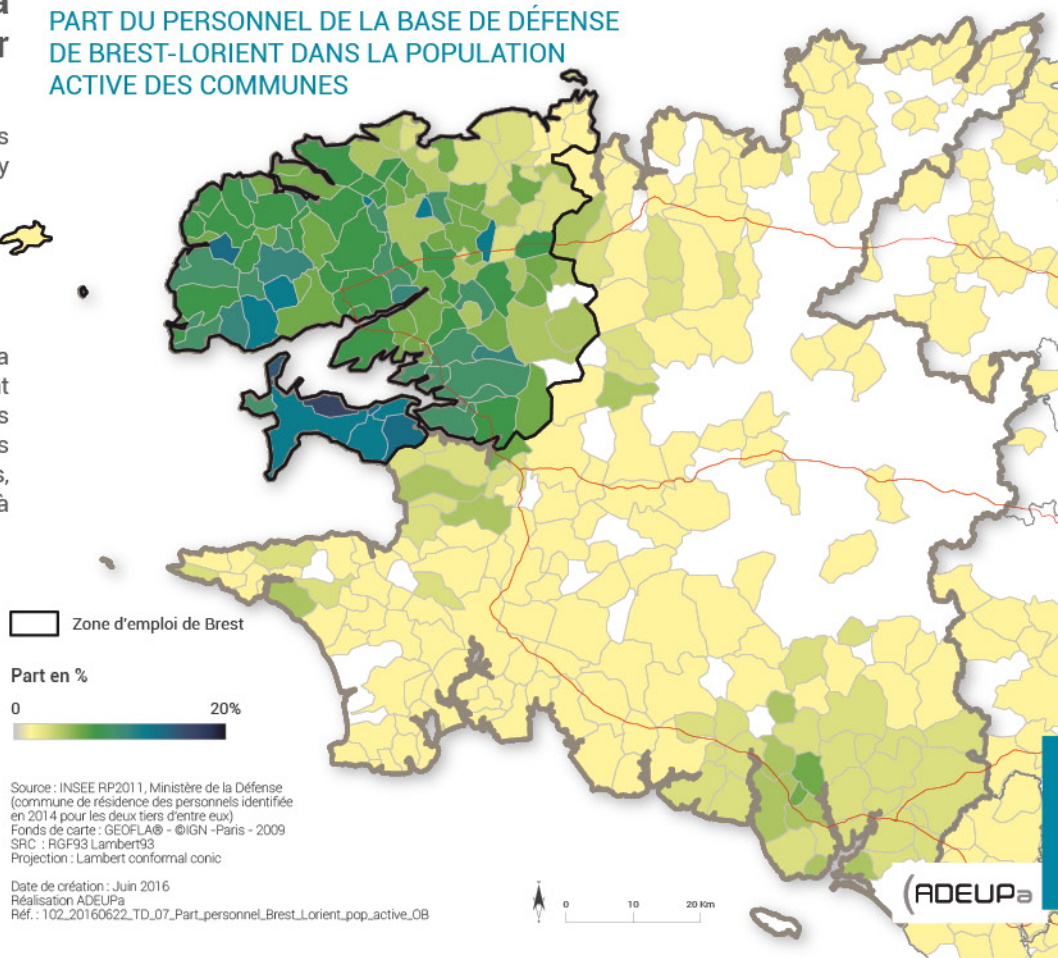 a
r
PART DU PERSONNEL DE LA BASE DE DÉFENSE
DE BREST-LORIENT DANS LA POPULATION
ACTIVE DES COMMUNES
s
y
a
nt
s
s
s,
à
Zone d'emploi de Brest
Part en %
0 20%
Source : INSEE RP2011, Ministère de la Défense
(commune de résidence des personnels identifiée
en 2014 pour les deux tiers d'entre eux)
Fonds de carte : GEOFLA® - ©IGN -Paris - 2009
SRC : RGF93 Lambert93
Projection : Lambert conformal conic
Date de création : Juin 2016
Réalisation ADEUPa
Réf. : 102_20160622_TD_07_Part_personnel_Brest_Lorient_pop_active_OB
0 10 20 Km
(ADEUPa